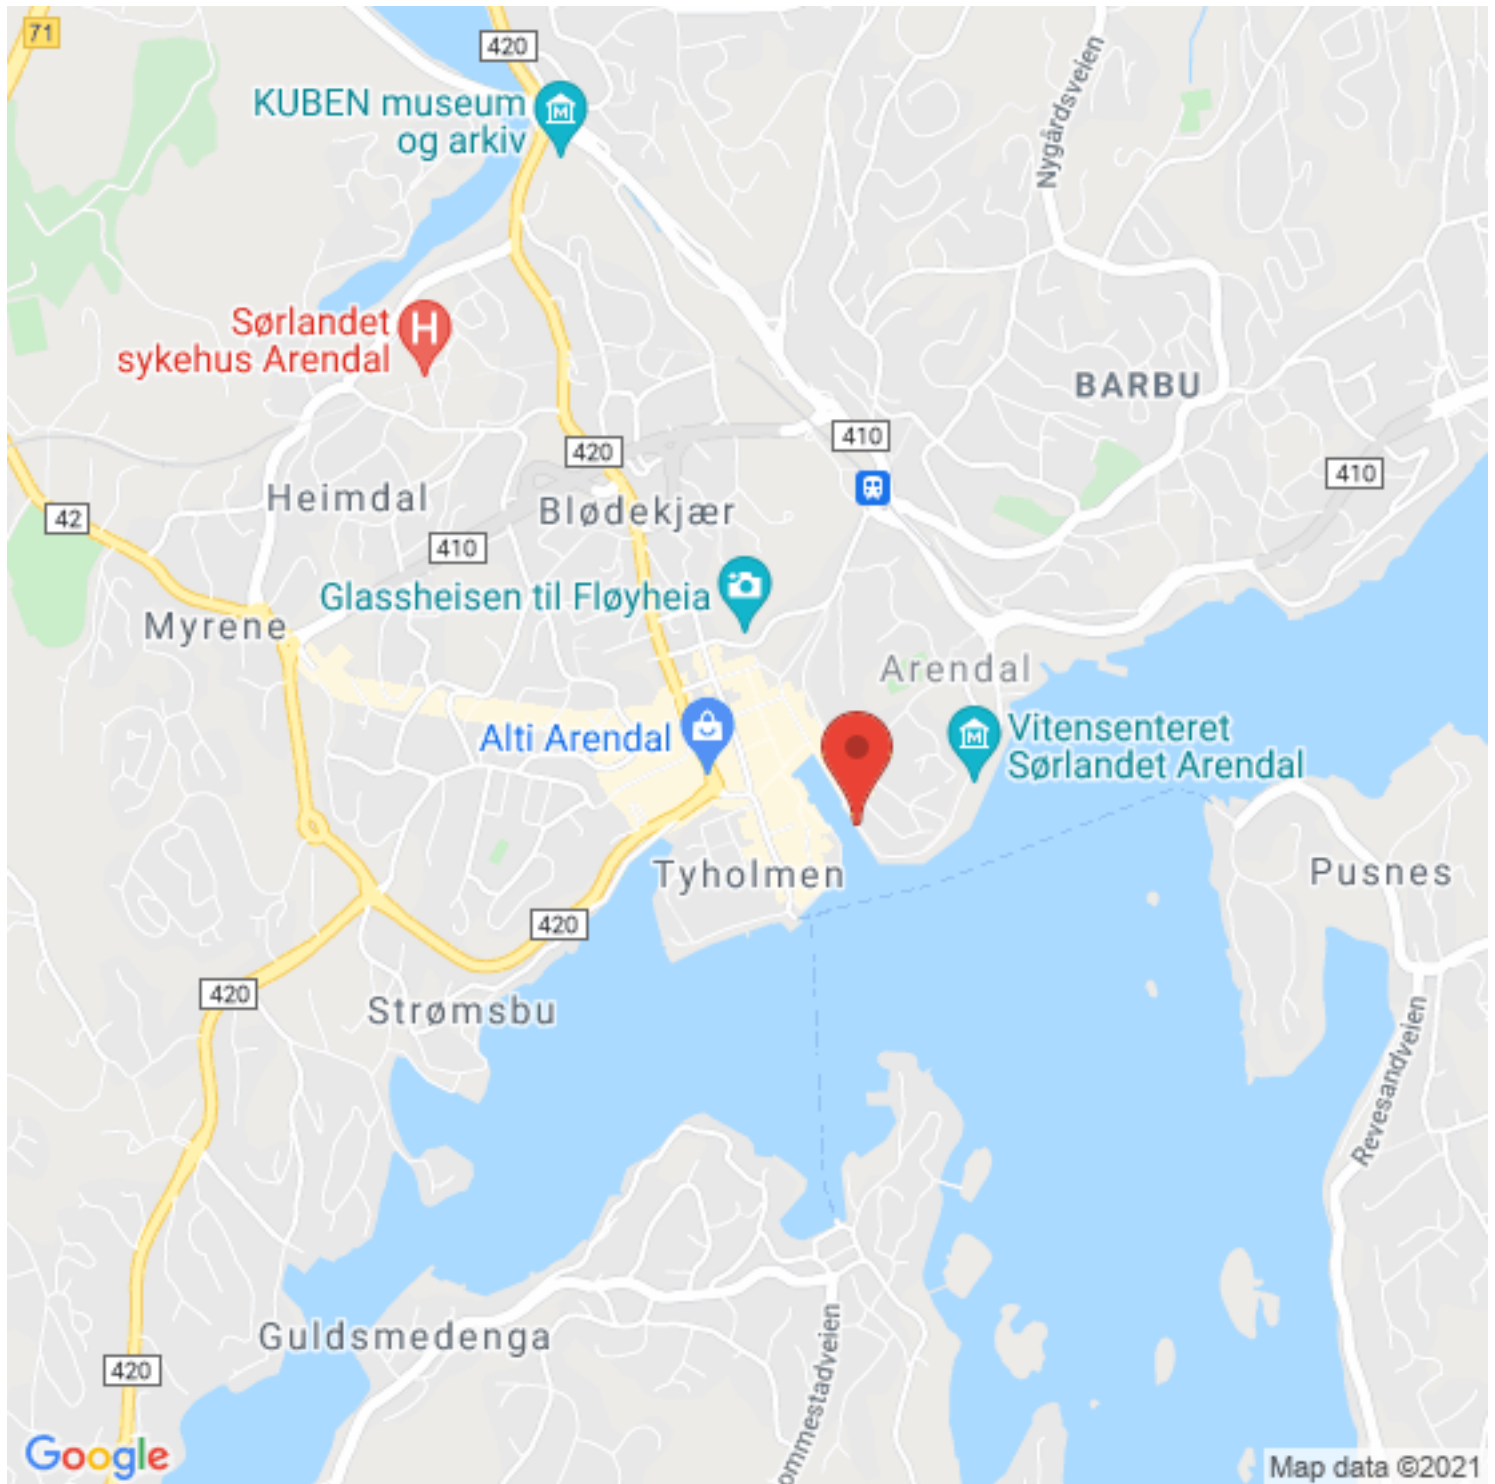 71
420
KUBEN museum
og arkiv
Nygårdsveien
Sørlandet
sykehus Arendal
BARBU
420
410
410
Heimdal
42
Blødekjær
410
Glassheisen til Fløyheia
Myrene
Arendal
Alti Arendal
Vitensenteret
Sørlandet Arendal
Tyholmen
Pusnes
420
420
Strømsbu
Revesandveien
Guldsmedenga
420
ommestadveien
Google
Map data ©2021